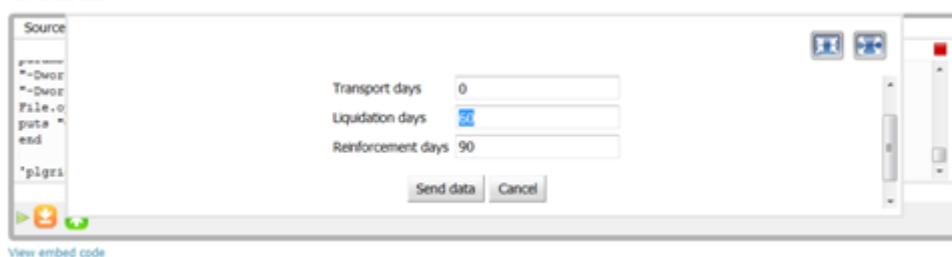 Source
"-Dwor
"-Dwor
File.o
puts "
end
'plgri
Transport days 0
Liquidation days 60
Reinforcement days 90
Send data Cancel
View embed code